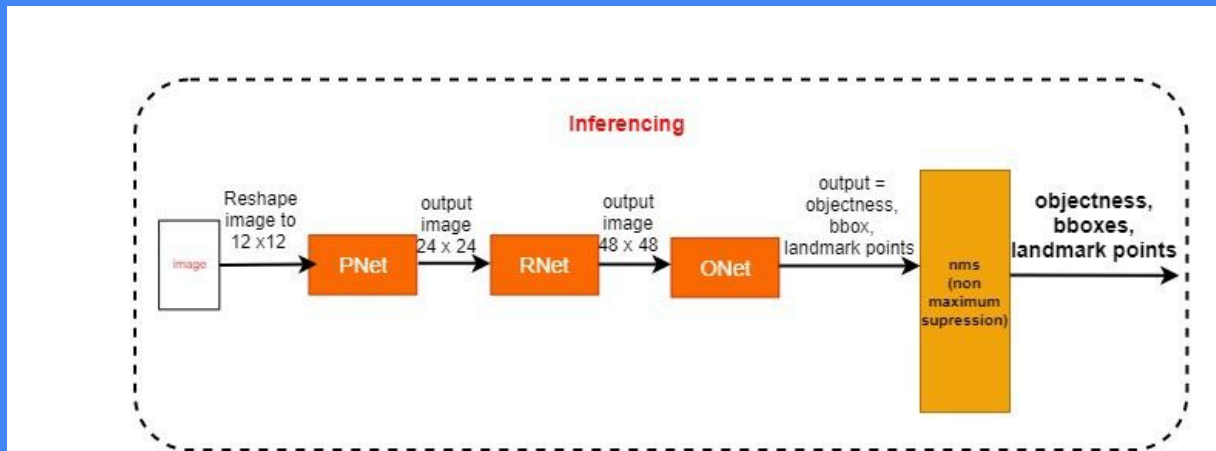 Inferencing
image
Reshape
image to
12 x12
PNet
output
image
24 x 24
RNet
output
image
48 x 48
ONet
output =
objectness,
bbox,
landmark points
nms
(non
maximum
supression)
objectness,
bboxes,
landmark points